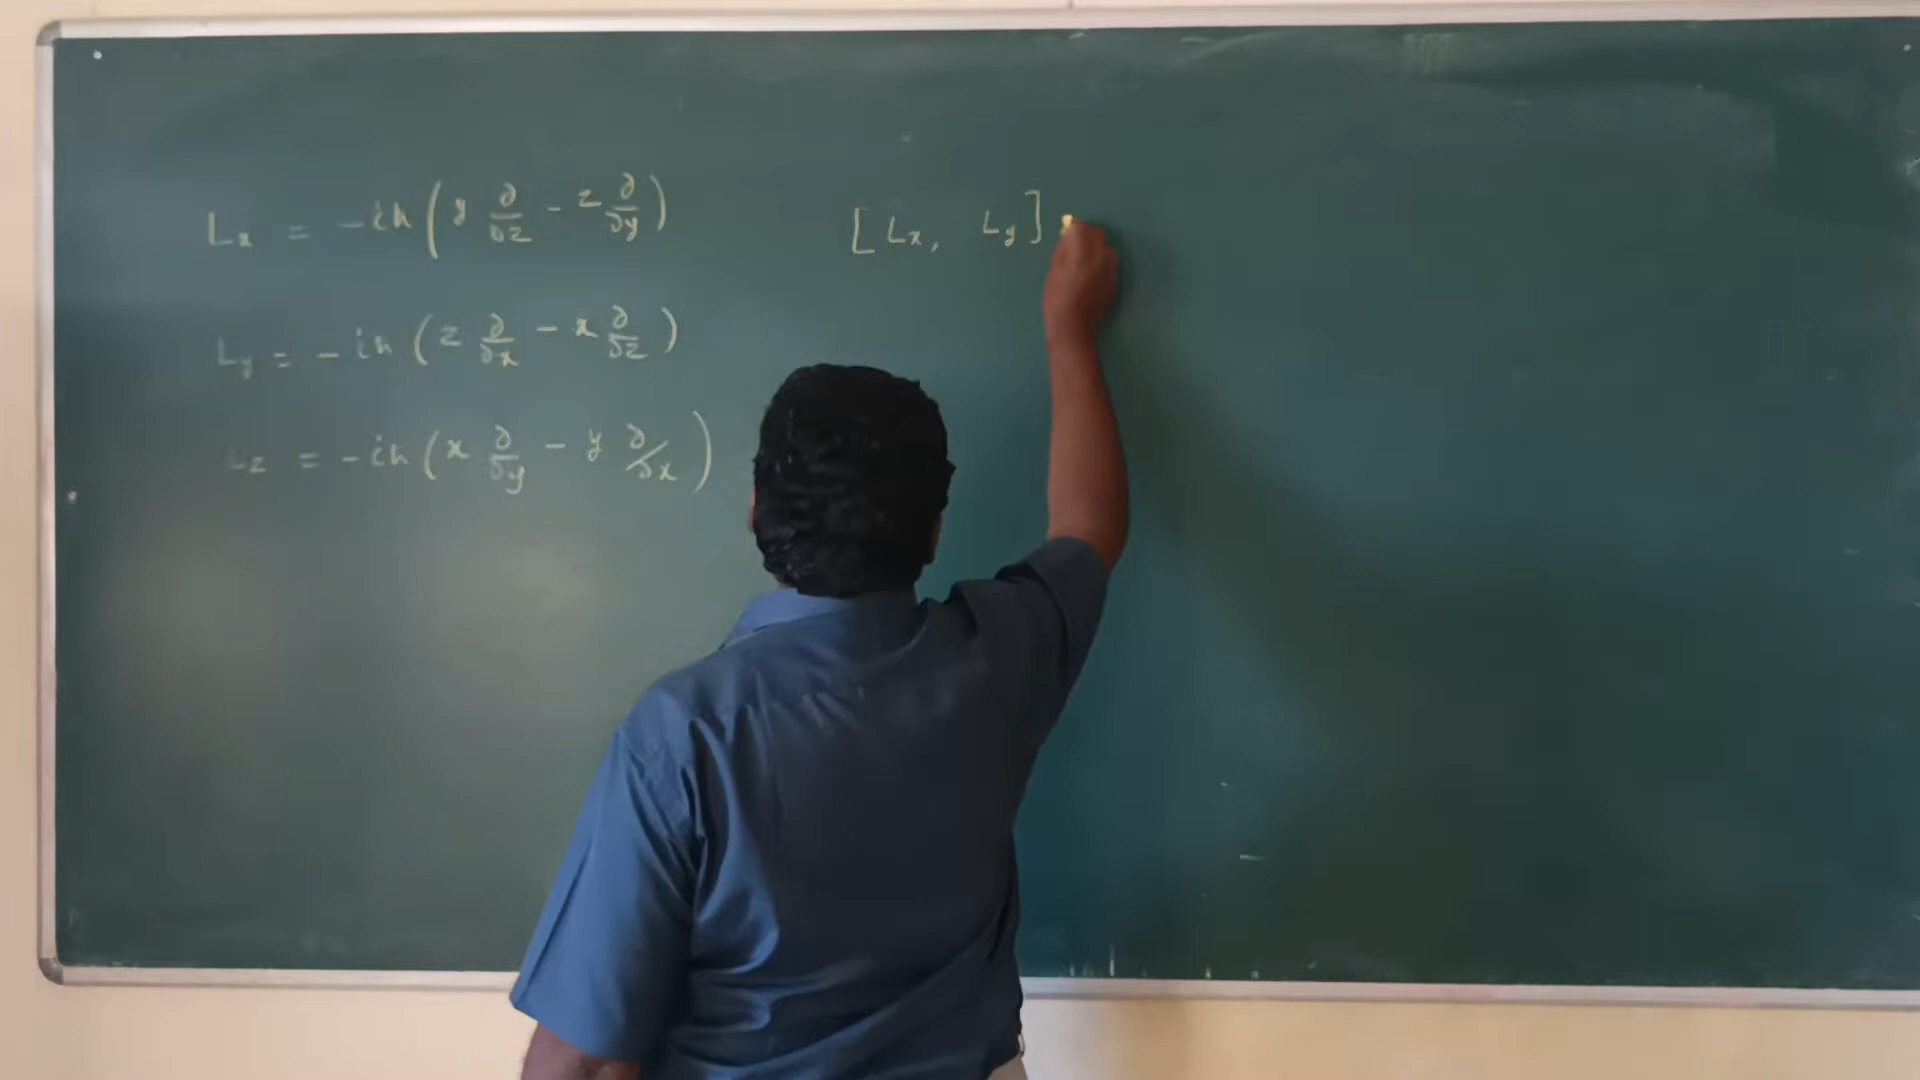 Lx = -iℏ(y ∂/∂z - z ∂/∂y)
Ly = -iℏ(z ∂/∂x - x ∂/∂z)
Lz = -iℏ(x ∂/∂y - y ∂/∂x)
[Lx, Ly]